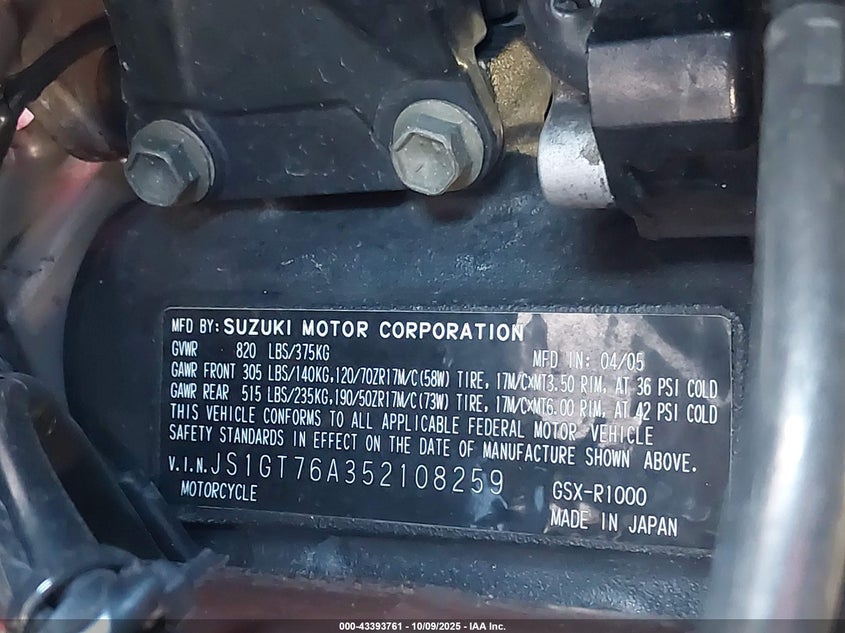 MFD BY: SUZUKI MOTOR CORPORATION
GVWR 820 LBS/375KG MFD IN: 04/05
GAWR FRONT 305 LBS/140KG,120/70ZR17M/C(58W) TIRE, 17M/C×MT3.50 RIM, AT 36 PSI COLD
GAWR REAR 515 LBS/235KG,190/50ZR17M/C(73W) TIRE, 17M/C×MT6.00 RIM, AT 42 PSI COLD
THIS VEHICLE CONFORMS TO ALL APPLICABLE FEDERAL MOTOR VEHICLE
SAFETY STANDARDS IN EFFECT ON THE DATE OF MANUFACTURE SHOWN ABOVE.
V.I.N. JS1GT76A352108259 GSX-R1000
MOTORCYCLE MADE IN JAPAN
000-43393761 - 10/09/2025 - IAA Inc.